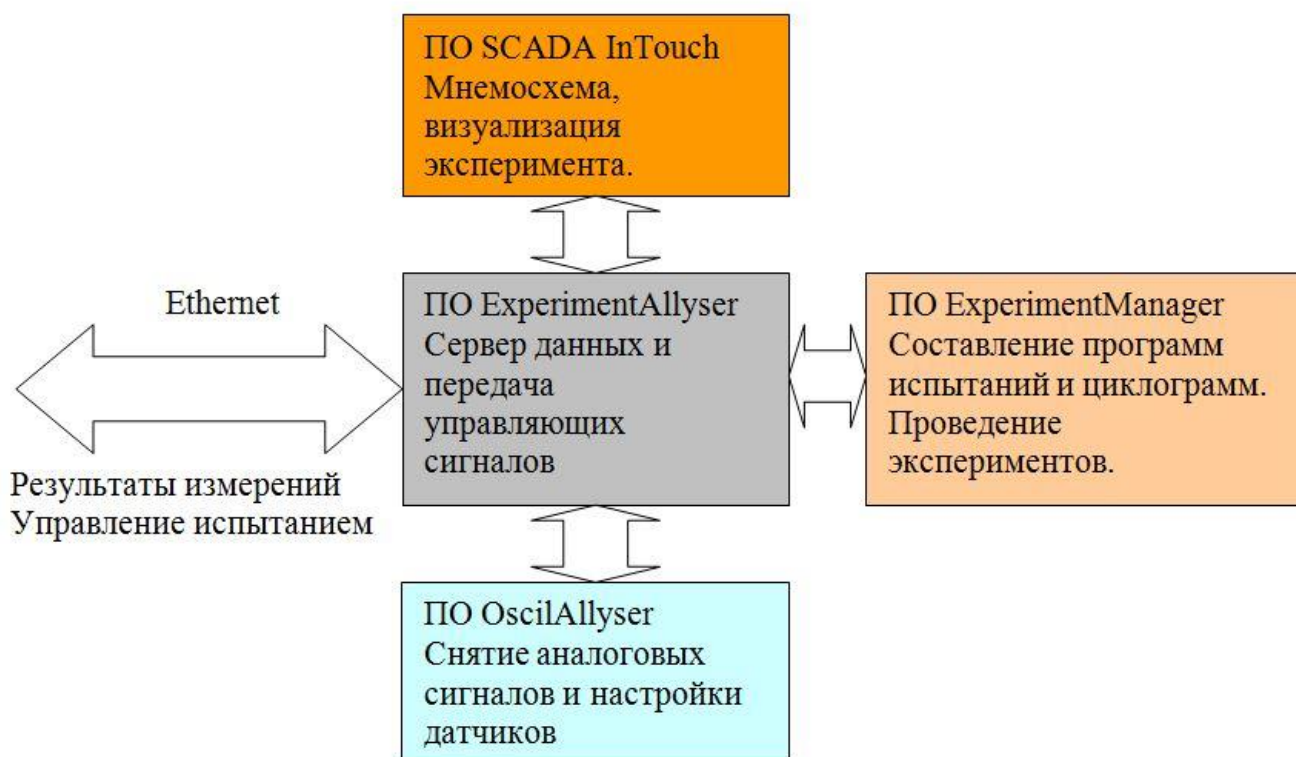 ПО SCADA InTouch
Мнемосхема,
визуализация
эксперимента.
Ethernet
Результаты измерений
Управление испытанием
ПО ExperimentAllyser
Сервер данных и
передача
управляющих
сигналов
ПО ExperimentManager
Составление программ
испытаний и циклограмм.
Проведение
экспериментов.
ПО OscilAllyser
Снятие аналоговых
сигналов и настройки
датчиков